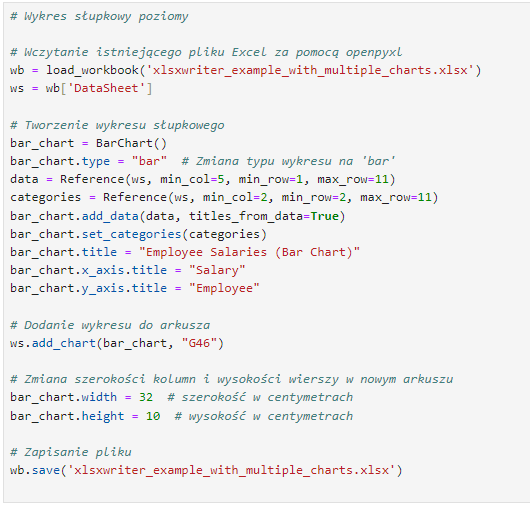 # Wykres słupkowy poziomy
# Wczytanie istniejącego pliku Excel za pomocą openpyxl
wb = load_workbook('xlsxwriter_example_with_multiple_charts.xlsx')
ws = wb['DataSheet']
# Tworzenie wykresu słupkowego
bar_chart = BarChart()
bar_chart.type = "bar"  # Zmiana typu wykresu na 'bar'
data = Reference(ws, min_col=5, min_row=1, max_row=11)
categories = Reference(ws, min_col=2, min_row=2, max_row=11)
bar_chart.add_data(data, titles_from_data=True)
bar_chart.set_categories(categories)
bar_chart.title = "Employee Salaries (Bar Chart)"
bar_chart.x_axis.title = "Salary"
bar_chart.y_axis.title = "Employee"
# Dodanie wykresu do arkusza
ws.add_chart(bar_chart, "G46")
# Zmiana szerokości kolumn i wysokości wierszy w nowym arkuszu
bar_chart.width = 32  # szerokość w centymetrach
bar_chart.height = 10  # wysokość w centymetrach
# Zapisanie pliku
wb.save('xlsxwriter_example_with_multiple_charts.xlsx')